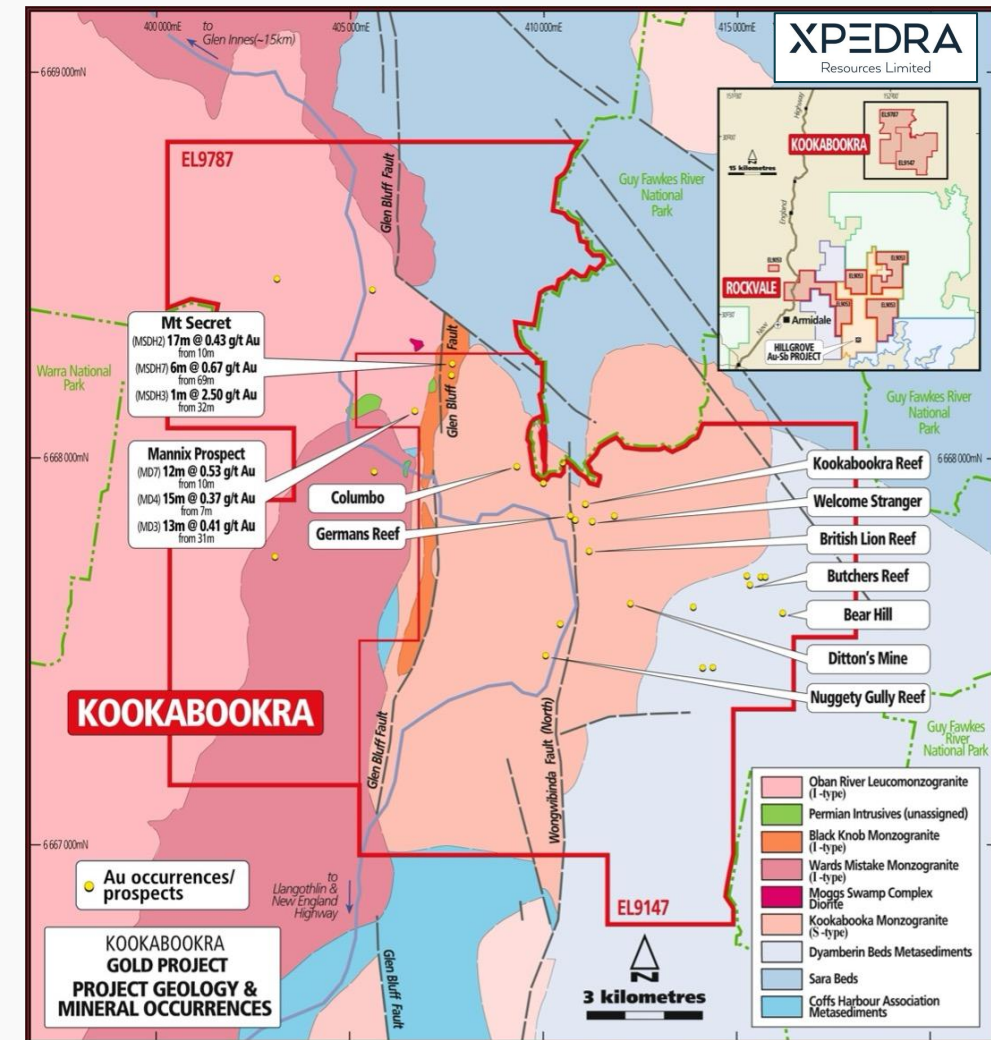 400 000mE
405 000mE
410 000mE
415 000mE
to
Glen Innes(~15km)
XPEDRA
Resources Limited
6 669 000mN
EL9787
Glen Bluff Fault
Guy Fawkes River
National
Park
152°00'
Highway
EL9787
KOOKABOOKRA
EL9147
N
15 kilometres
England
ROCKVALE
Armidale
New
HILLGROVE
Au-Sb PROJECT
Mt Secret
(MSDH2) 17m @ 0.43 g/t Au
from 10m
(MSDH7) 6m @ 0.67 g/t Au
from 69m
(MSDH3) 1m @ 2.50 g/t Au
from 32m
Glen Bluff Fault
Warra National
Park
Guy Fawkes River
National
Park
Mannix Prospect
(MD7) 12m @ 0.53 g/t Au
from 10m
(MD4) 15m @ 0.37 g/t Au
from 7m
(MD3) 13m @ 0.41 g/t Au
from 31m
6 668 000mN
6 668 000mN
Kookabookra Reef
Columbo
Welcome Stranger
Germans Reef
British Lion Reef
Butchers Reef
Bear Hill
Ditton's Mine
Nuggety Gully Reef
KOOKABOOKRA
Glen Bluff Fault
Wongwibinda Fault (North)
Guy Fawkes
River
National Park
6 667 000mN
Au occurrences/
prospects
to
Llangothlin &
New England
Highway
EL9147
Oban River Leucomonzogranite
(I -type)
Permian Intrusives (unassigned)
Black Knob Monzogranite
(I -type)
Wards Mistake Monzogranite
(I -type)
Moggs Swamp Complex
Diorite
Kookabooka Monzogranite
(S -type)
Dyamberin Beds Metasediments
Sara Beds
Coffs Harbour Association
Metasediments
KOOKABOOKRA
GOLD PROJECT
PROJECT GEOLOGY &
MINERAL OCCURRENCES
Glen Bluff Fault
N
3 kilometres